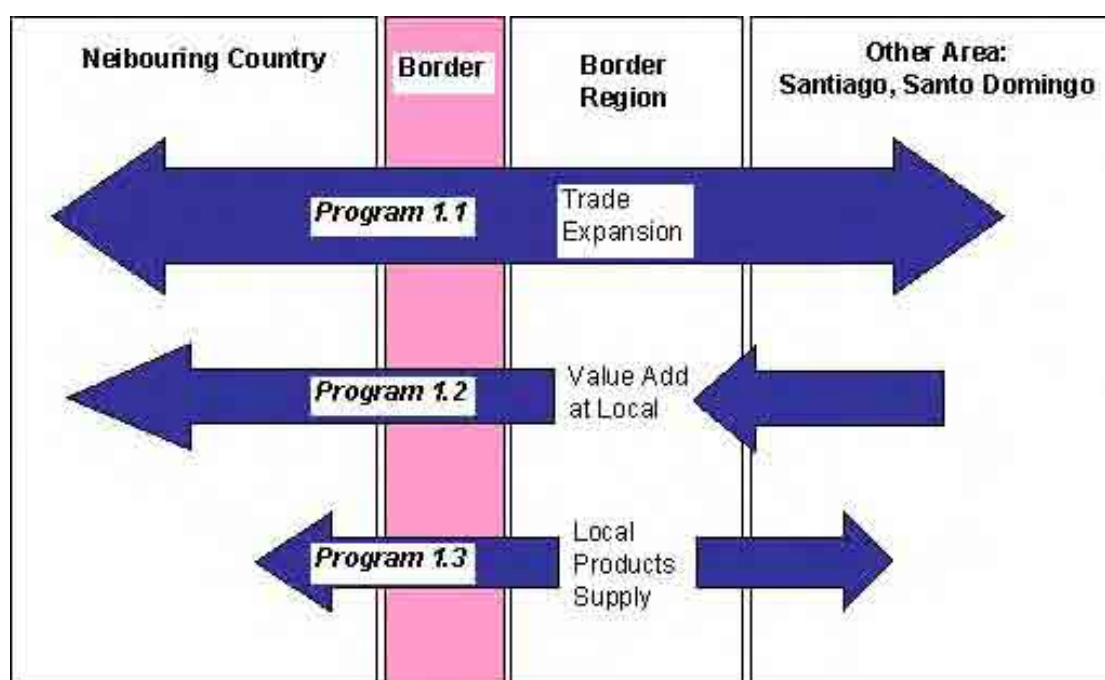 Neibouring Country
Border
Border
Region
Other Area:
Santiago, Santo Domingo
Program 1.1
Trade
Expansion
Program 1.2
Value Add
at Local
Program 1.3
Local
Products
Supply